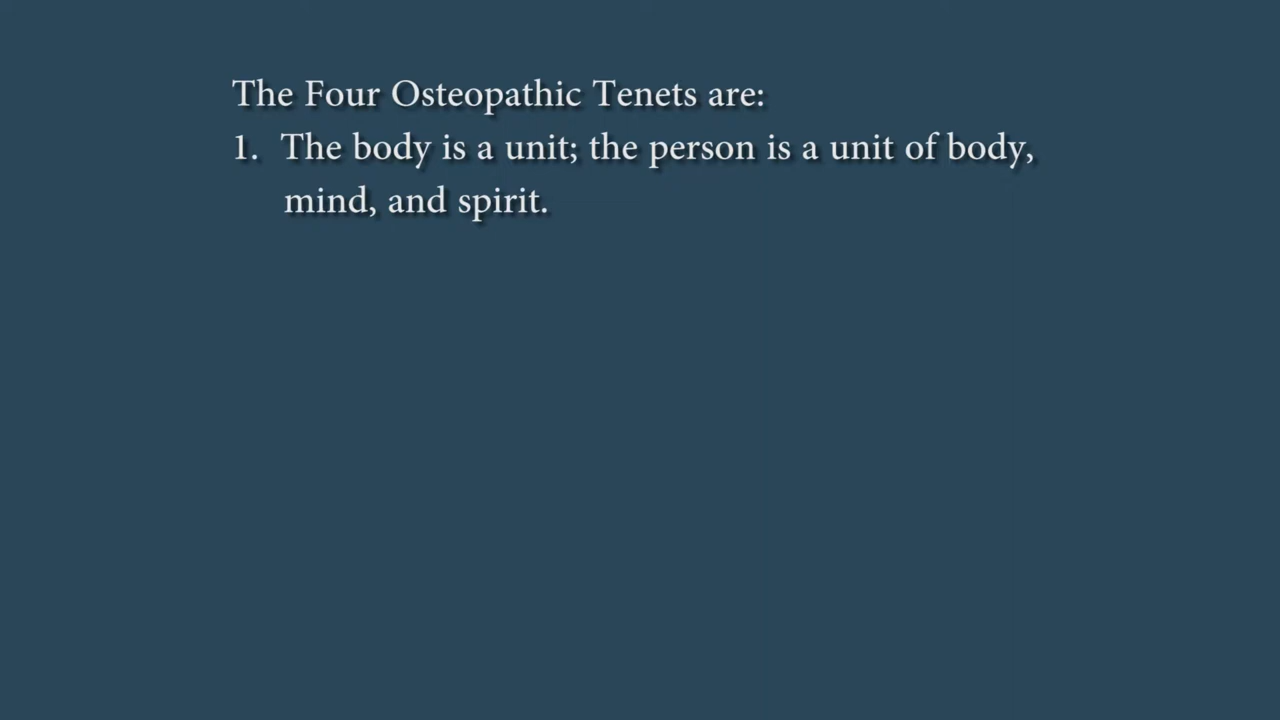 The Four Osteopathic Tenets are:
1. The body is a unit; the person is a unit of body,
mind, and spirit.